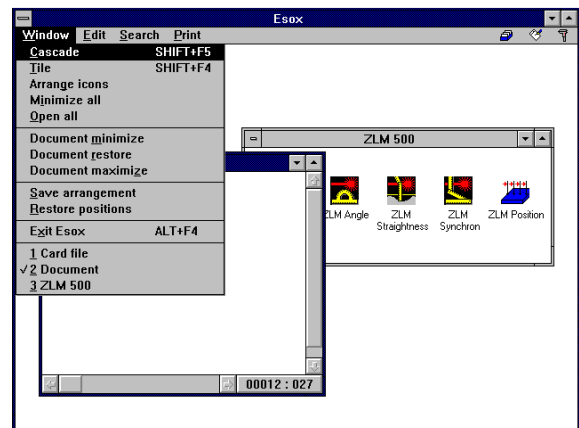 Esox
Window Edit Search Print
Cascade SHIFT+F5
Tile SHIFT+F4
Arrange icons
Minimize all
Open all
Document minimize
Document restore
Document maximize
Save arrangement
Restore positions
Exit Esox ALT+F4
1 Card file
√2 Document
3 ZLM 500
ZLM 500
ZLM Angle ZLM Straightness ZLM Synchron ZLM Position
00012 : 027